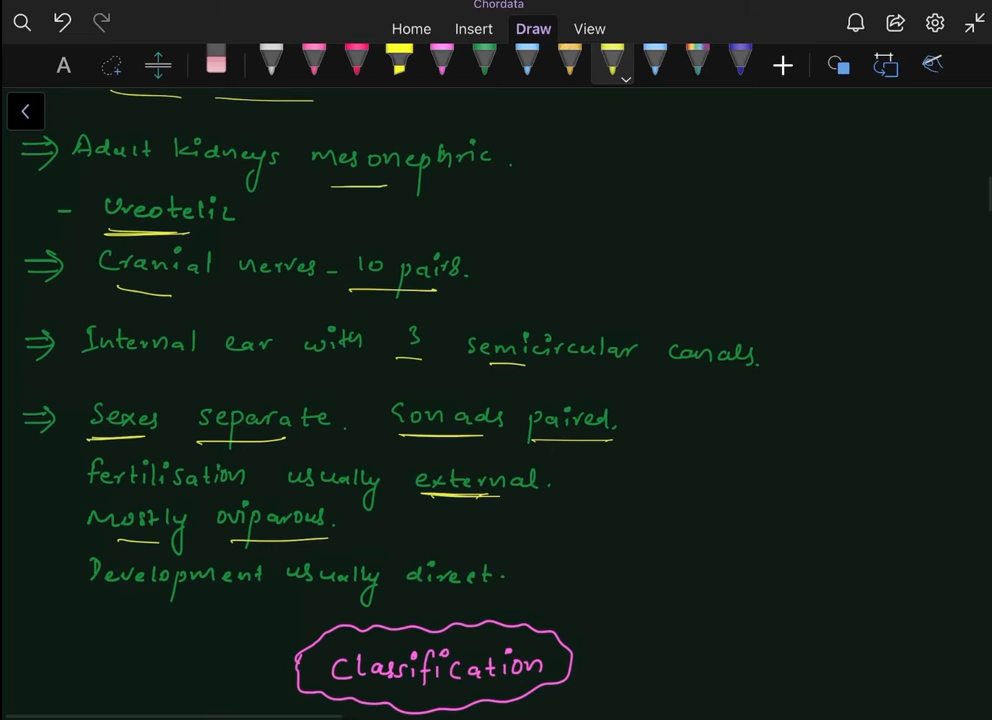 Chordata
Home Insert Draw View
A
⇒ Adult kidneys mesonephric.
- Ureotelic
⇒ Cranial nerves - 10 pairs.
⇒ Internal ear with 3 semicircular canals.
⇒ Sexes separate. Gonads paired.
fertilisation usually external.
Mostly oviparous.
Development usually direct.
Classification